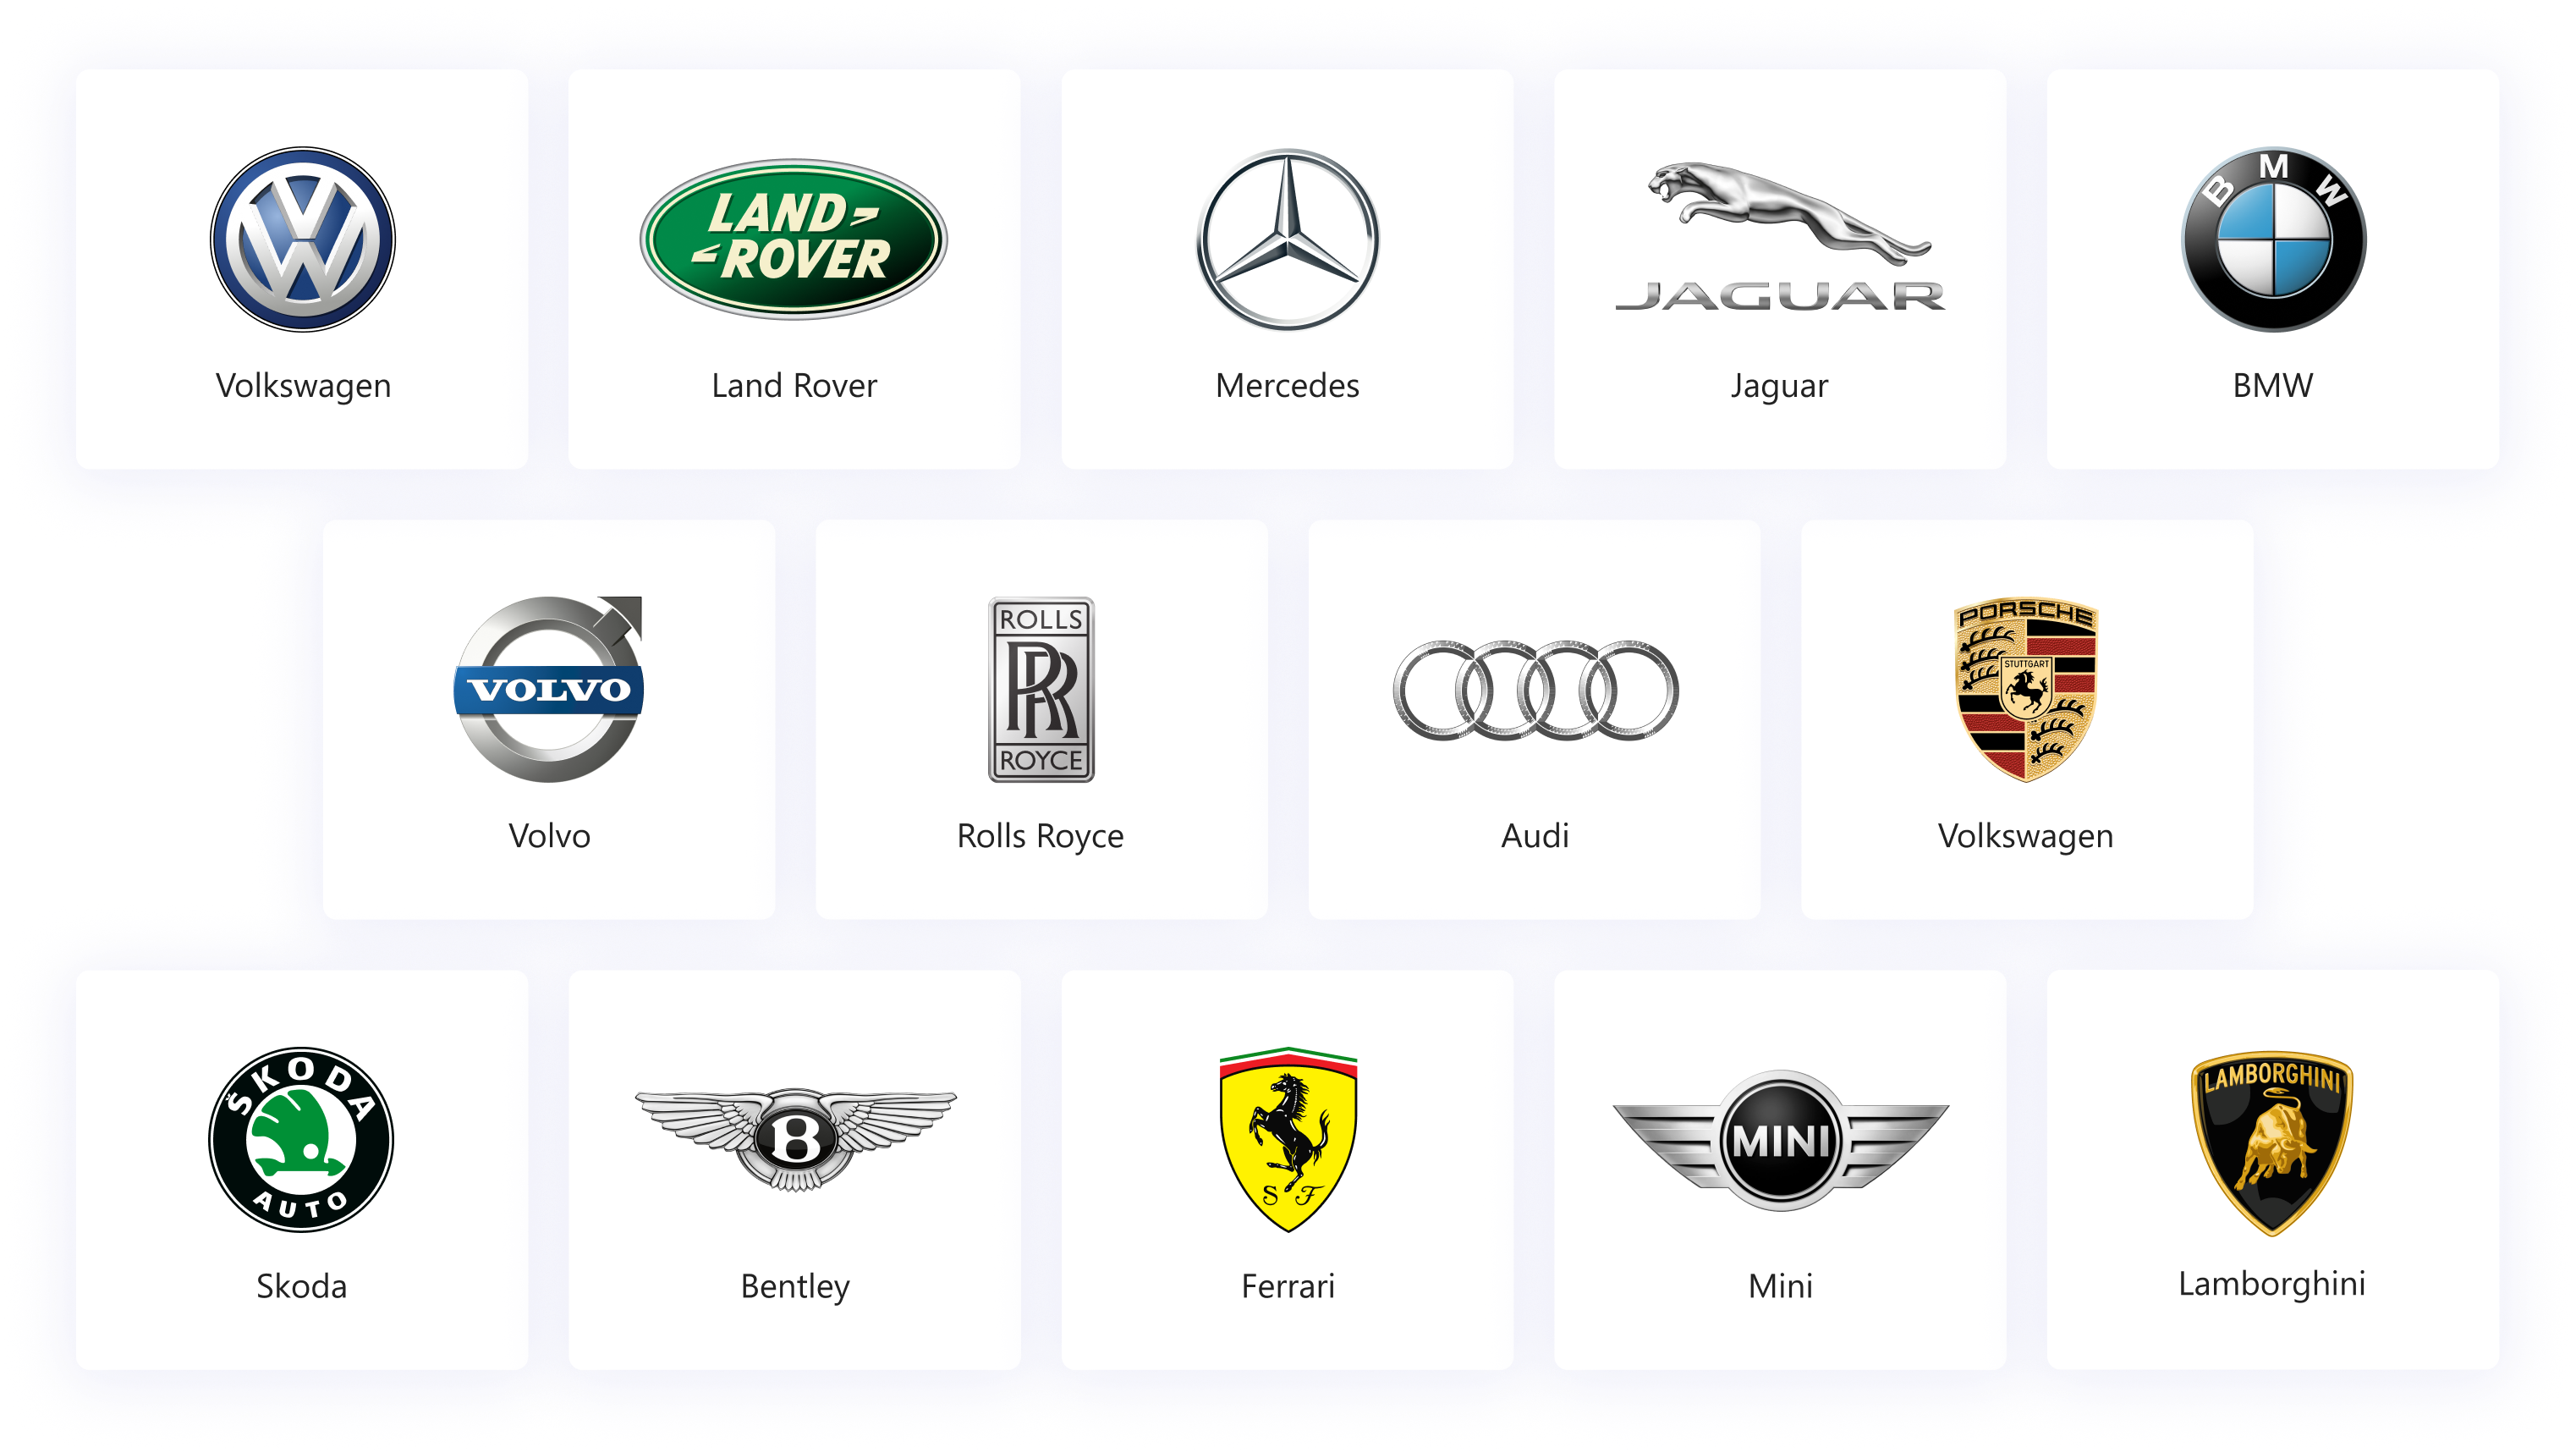 LAND
ROVER
JAGUAR
BMW
Volkswagen
Land Rover
Mercedes
Jaguar
BMW
VOLVO
ROLLS
RR
ROYCE
PORSCHE
STUTTGART
Volvo
Rolls Royce
Audi
Volkswagen
ŠKODA
AUTO
B
S F
MINI
LAMBORGHINI
Skoda
Bentley
Ferrari
Mini
Lamborghini